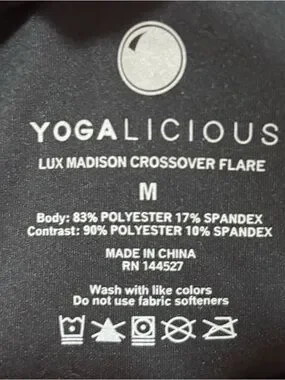 YOGALICIOUS
LUX MADISON CROSSOVER FLARE
M
Body: 83% POLYESTER 17% SPANDEX
Contrast: 90% POLYESTER 10% SPANDEX
MADE IN CHINA
RN 144527
Wash with like colors
Do not use fabric softeners